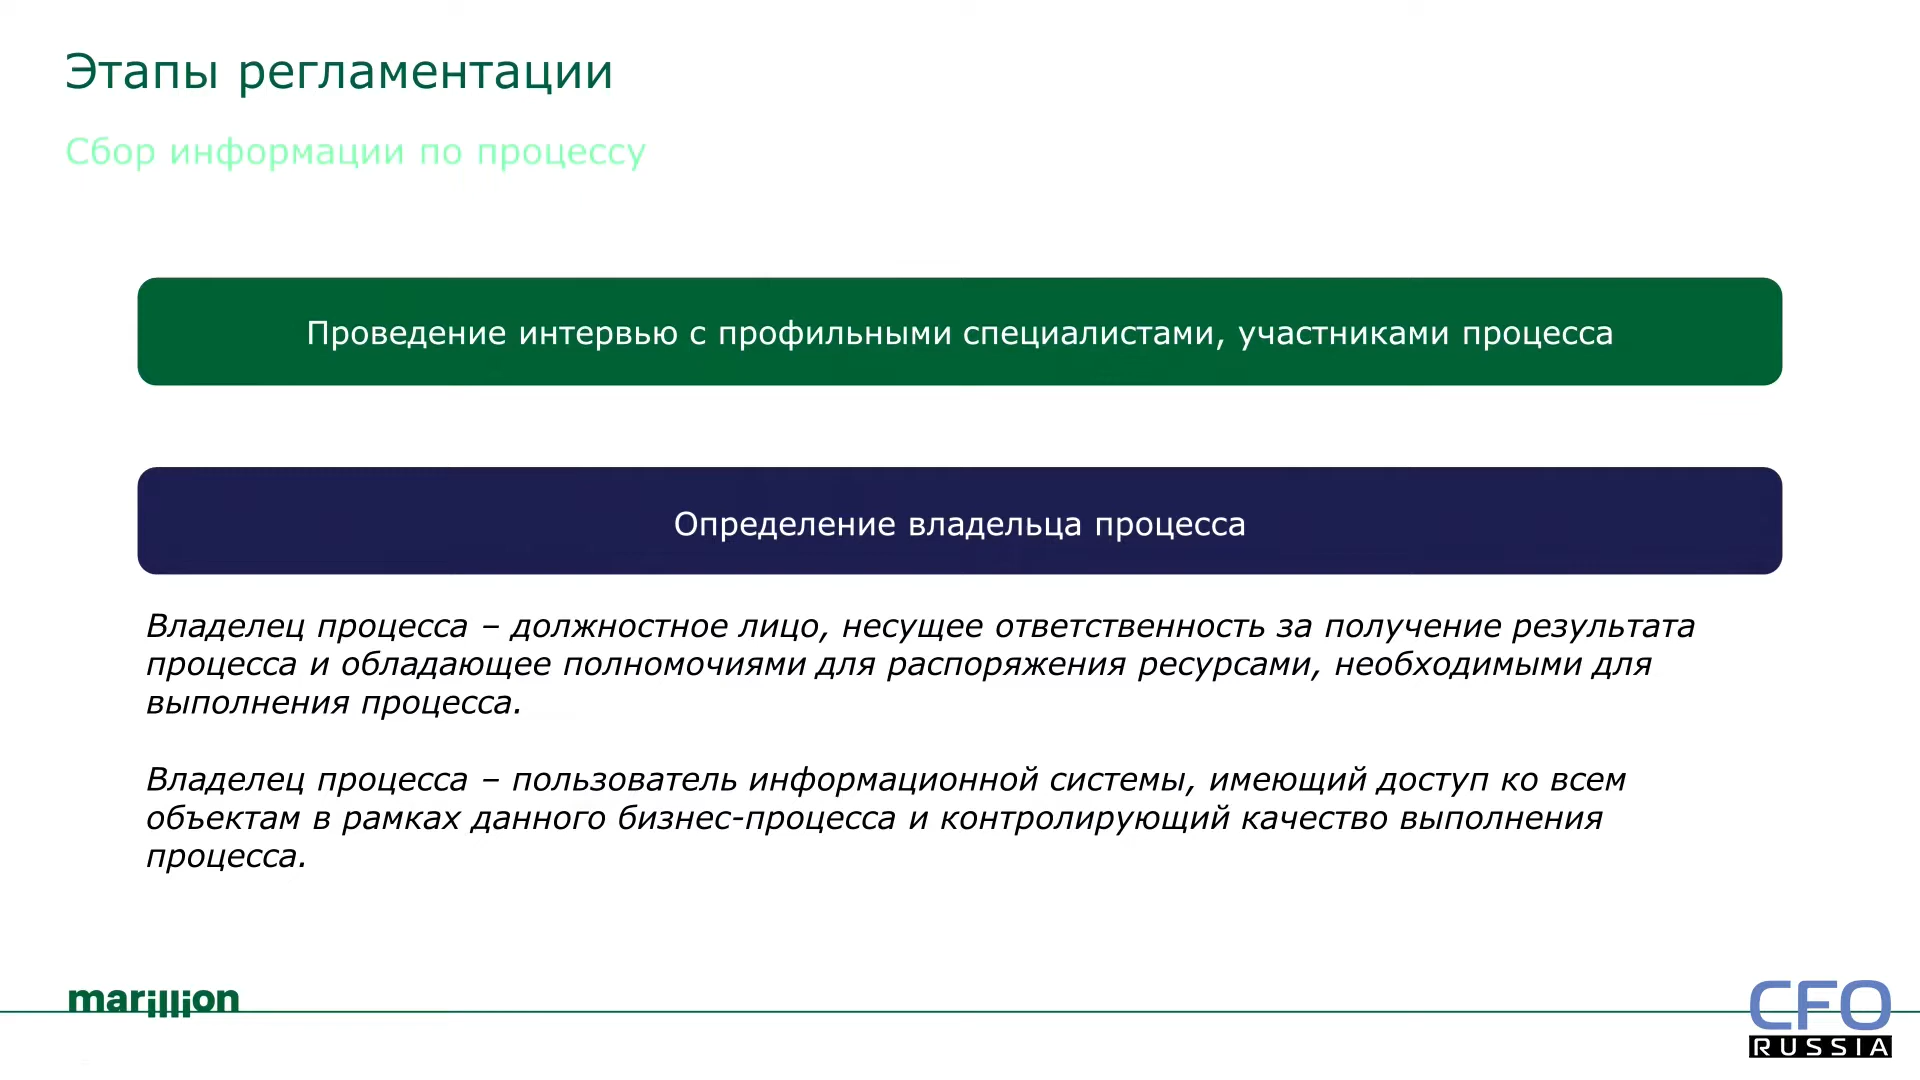 Этапы регламентации
Сбор информации по процессу
Проведение интервью с профильными специалистами, участниками процесса
Определение владельца процесса
Владелец процесса – должностное лицо, несущее ответственность за получение результата
процесса и обладающее полномочиями для распоряжения ресурсами, необходимыми для
выполнения процесса.
Владелец процесса – пользователь информационной системы, имеющий доступ ко всем
объектам в рамках данного бизнес-процесса и контролирующий качество выполнения
процесса.
marillion
CFO
RUSSIA